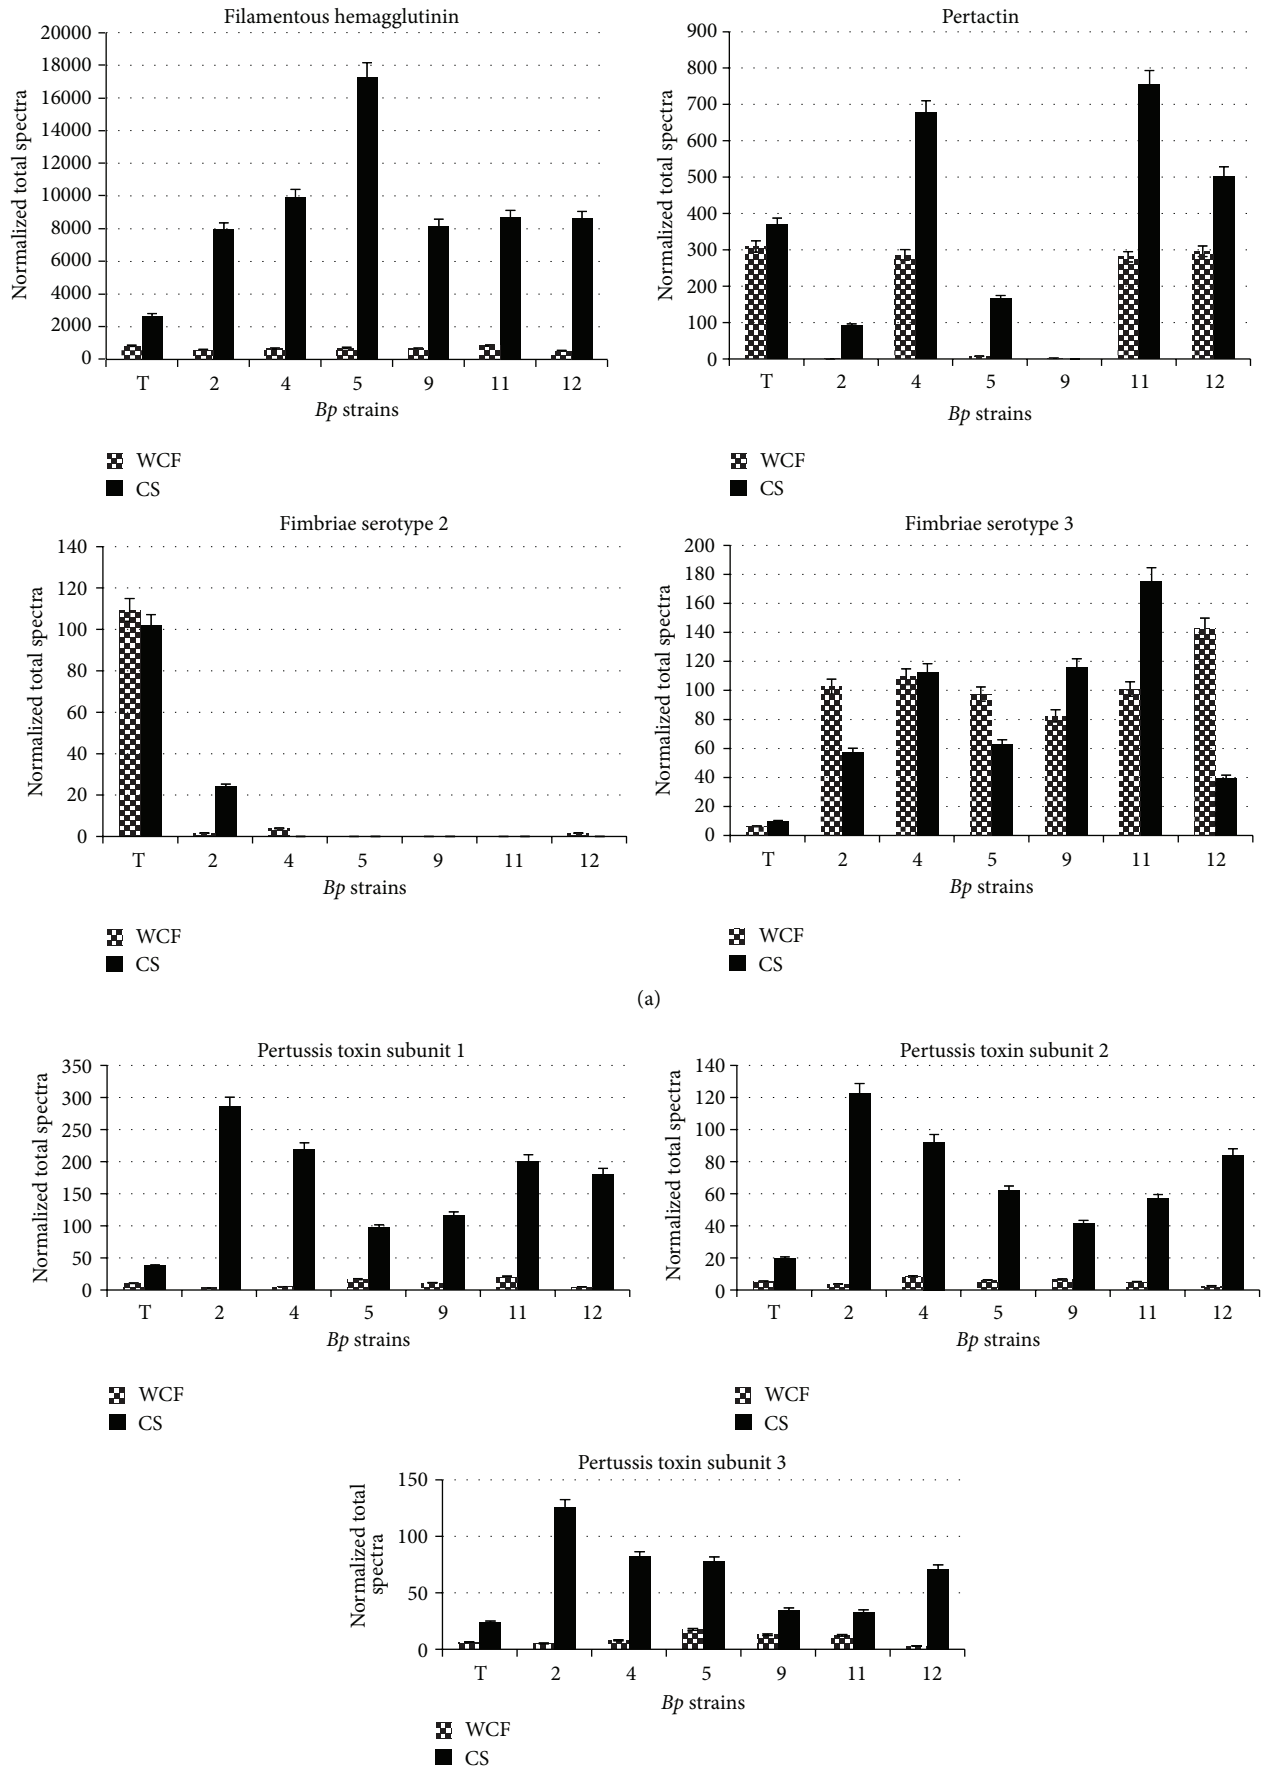 Filamentous hemagglutinin
Normalized total spectra
20000
18000
16000
14000
12000
10000
8000
6000
4000
2000
0
T 2 4 5 9 11 12
Bp strains
WCF
CS
Pertactin
Normalized total spectra
900
800
700
600
500
400
300
200
100
0
T 2 4 5 9 11 12
Bp strains
WCF
CS
Fimbriae serotype 2
Normalized total spectra
140
120
100
80
60
40
20
0
T 2 4 5 9 11 12
Bp strains
WCF
CS
Fimbriae serotype 3
Normalized total spectra
200
180
160
140
120
100
80
60
40
20
0
T 2 4 5 9 11 12
Bp strains
WCF
CS
(a)
Pertussis toxin subunit 1
Normalized total spectra
350
300
250
200
150
100
50
0
T 2 4 5 9 11 12
Bp strains
WCF
CS
Pertussis toxin subunit 2
Normalized total spectra
140
120
100
80
60
40
20
0
T 2 4 5 9 11 12
Bp strains
WCF
CS
Pertussis toxin subunit 3
Normalized total
spectra
150
100
50
0
T 2 4 5 9 11 12
Bp strains
WCF
CS